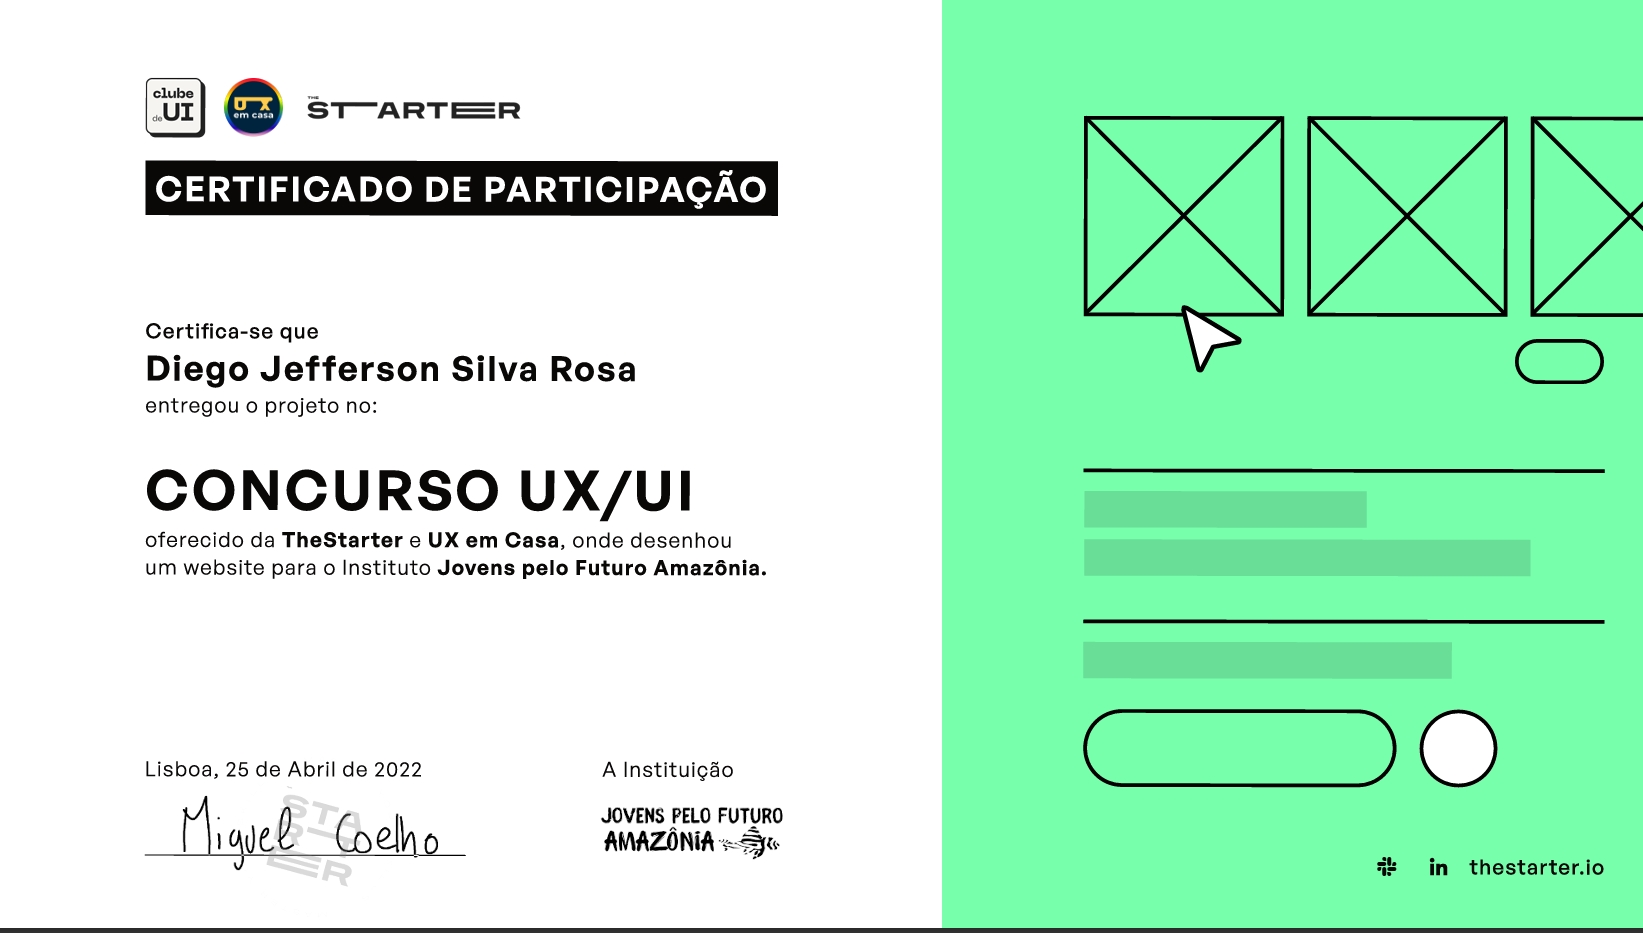 clube
de UI
UX
em casa
THE
STARTER
CERTIFICADO DE PARTICIPAÇÃO
Certifica-se que
Diego Jefferson Silva Rosa
entregou o projeto no:
CONCURSO UX/UI
oferecido da TheStarter e UX em Casa, onde desenhou
um website para o Instituto Jovens pelo Futuro Amazônia.
Lisboa, 25 de Abril de 2022
Miguel Coelho
STARTER
A Instituição
JOVENS PELO FUTURO
AMAZÔNiA
in
thestarter.io